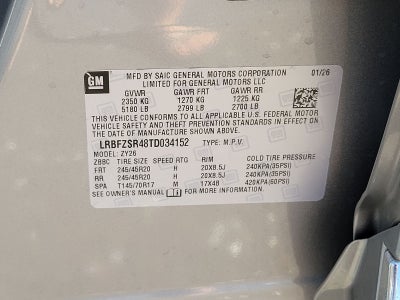 GM
MFD BY SAIC GENERAL MOTORS CORPORATION 01/26
LIMITED FOR GENERAL MOTORS LLC
GVWR GAWR FRT GAWR RR
2350 KG 1270 KG 1225 KG
5180 LB 2799 LB 2700 LB
THIS VEHICLE CONFORMS TO ALL APPLICABLE U.S. FEDERAL MOTOR
VEHICLE SAFETY, BUMPER, AND THEFT PREVENTION STANDARDS IN EFFECT ON
THE DATE OF MANUFACTURE SHOWN ABOVE.
LRBFZSR48TD034152 TYPE: M.P.V.
MODEL: ZY26
ZBBC TIRE SIZE SPEED RTG RIM COLD TIRE PRESSURE
FRT 245/45R20 H 20X8.5J 240KPA(35PSI)
RR 245/45R20 H 20X8.5J 240KPA(35PSI)
SPA T145/70R17 M 17X4B 420KPA(60PSI)
SEE OWNER'S MANUAL FOR MORE INFORMATION.